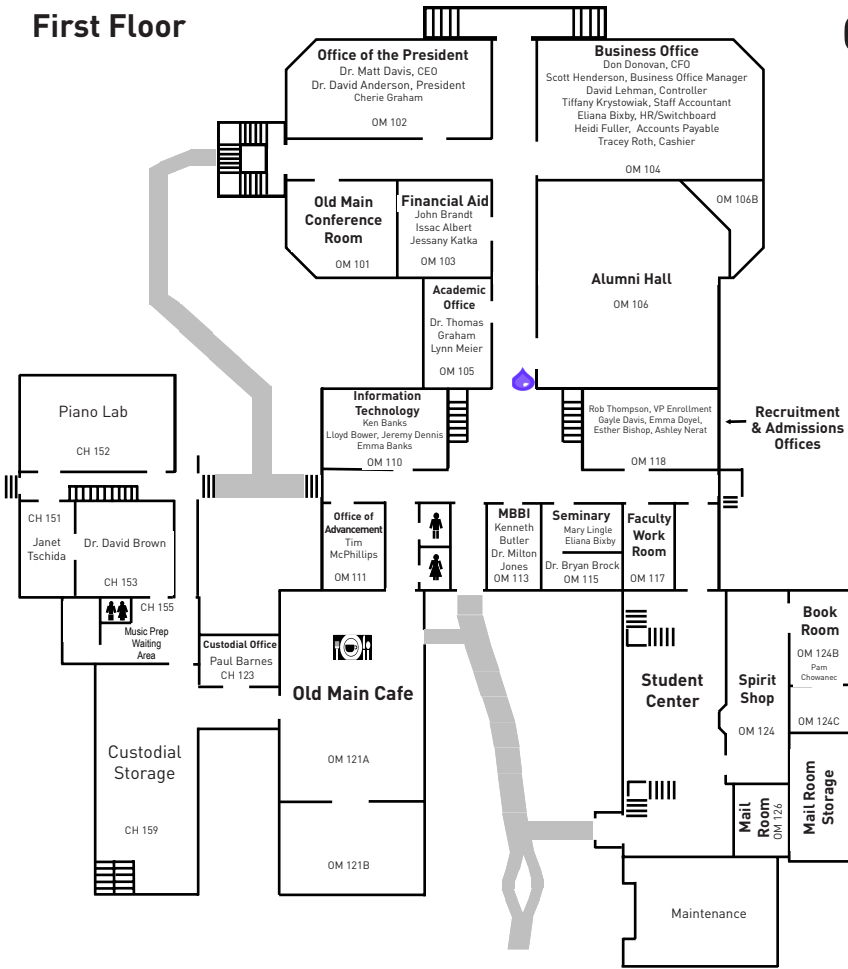 First Floor
Office of the President
Dr. Matt Davis, CEO
Dr. David Anderson, President
Cherie Graham
OM 102
Business Office
Don Donovan, CFO
Scott Henderson, Business Office Manager
David Lehman, Controller
Tiffany Krystowiak, Staff Accountant
Eliana Bixby, HR/Switchboard
Heidi Fuller, Accounts Payable
Tracey Roth, Cashier
OM 104
Old Main
Conference
Room
OM 101
Financial Aid
John Brandt
Issac Albert
Jessany Katka
OM 103
OM 106B
Alumni Hall
OM 106
Academic
Office
Dr. Thomas
Graham
Lynn Meier
OM 105
Piano Lab
CH 152
Information
Technology
Ken Banks
Lloyd Bower, Jeremy Dennis
Emma Banks
OM 110
Rob Thompson, VP Enrollment
Gayle Davis, Emma Doyel,
Esther Bishop, Ashley Nerat
OM 118
Recruitment
& Admissions
Offices
CH 151
Janet
Tschida
Dr. David Brown
CH 153
Office of
Advancement
Tim
McPhillips
OM 111
MBBI
Kenneth
Butler
Dr. Milton
Jones
OM 113
Seminary
Mary Lingle
Eliana Bixby
Dr. Bryan Brock
OM 115
Faculty
Work
Room
OM 117
CH 155
Music Prep
Waiting
Area
Custodial Office
Paul Barnes
CH 123
Old Main Cafe
OM 121A
OM 121B
Custodial
Storage
CH 159
Student
Center
Spirit
Shop
OM 124
Book
Room
OM 124B
Pam
Chowanec
OM 124C
Mail
Room
OM 126
Mail Room
Storage
Maintenance